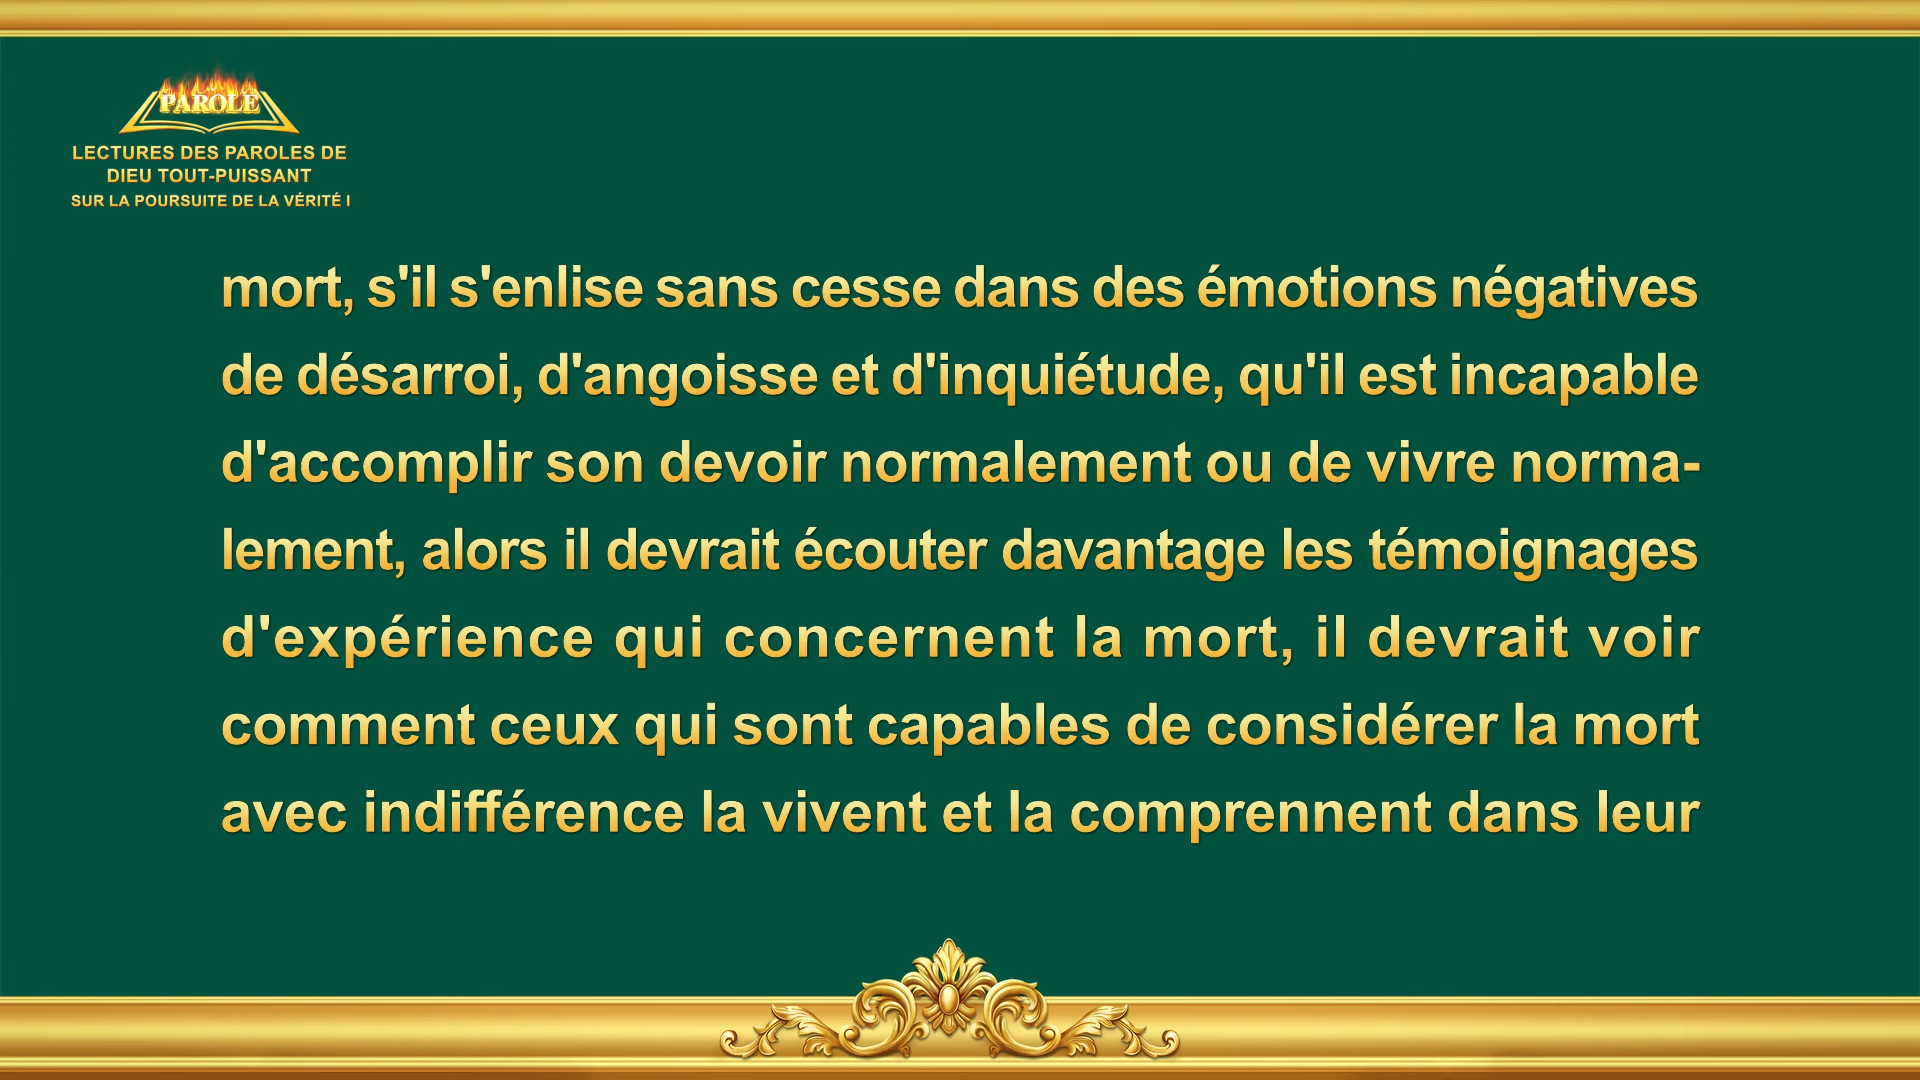 PAROLE
LECTURES DES PAROLES DE
DIEU TOUT-PUISSANT
SUR LA POURSUITE DE LA VÉRITÉ I
mort, s'il s'enlise sans cesse dans des émotions négatives
de désarroi, d'angoisse et d'inquiétude, qu'il est incapable
d'accomplir son devoir normalement ou de vivre norma-
lement, alors il devrait écouter davantage les témoignages
d'expérience qui concernent la mort, il devrait voir
comment ceux qui sont capables de considérer la mort
avec indifférence la vivent et la comprennent dans leur